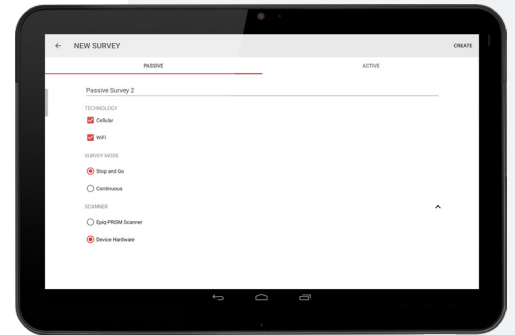 NEW SURVEY
CREATE
PASSIVE
ACTIVE
Passive Survey 2
TECHNOLOGY
Cellular
WiFi
SURVEY MODE
Stop and Go
Continuous
SCANNER
Epiq-PRiSM Scanner
Device Hardware